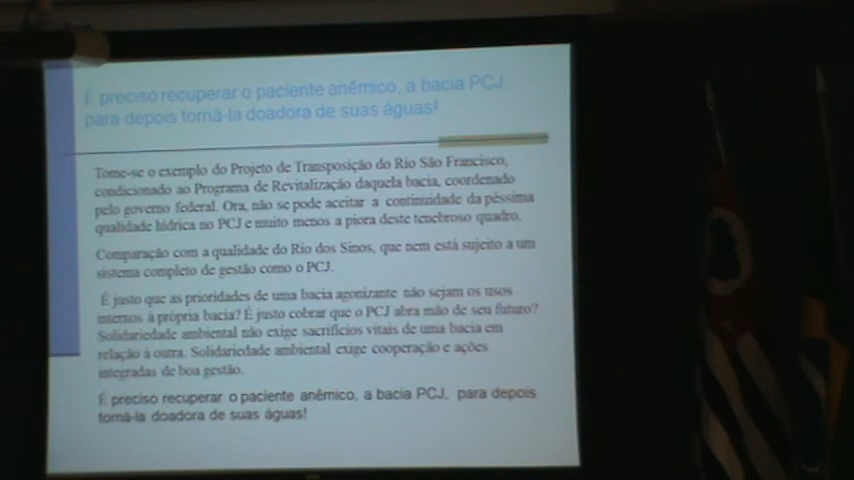 É preciso recuperar o paciente anêmico, a bacia PCJ
para depois torná-la doadora de suas águas!
Tome-se o exemplo do Projeto de Transposição do Rio São Francisco,
condicionado ao Programa de Revitalização daquela bacia, coordenado
pelo governo federal. Ora, não se pode aceitar a continuidade da péssima
qualidade hídrica no PCJ e muito menos a piora deste tenebroso quadro.
Comparação com a qualidade do Rio dos Sinos, que nem está sujeito a um
sistema completo de gestão como o PCJ.
É justo que as prioridades de uma bacia agonizante não sejam os usos
internos à própria bacia? É justo cobrar que o PCJ abra mão de seu futuro?
Solidariedade ambiental não exige sacrifícios vitais de uma bacia em
relação à outra. Solidariedade ambiental exige cooperação e ações
integradas de boa gestão.
É preciso recuperar o paciente anêmico, a bacia PCJ, para depois
torná-la doadora de suas águas!